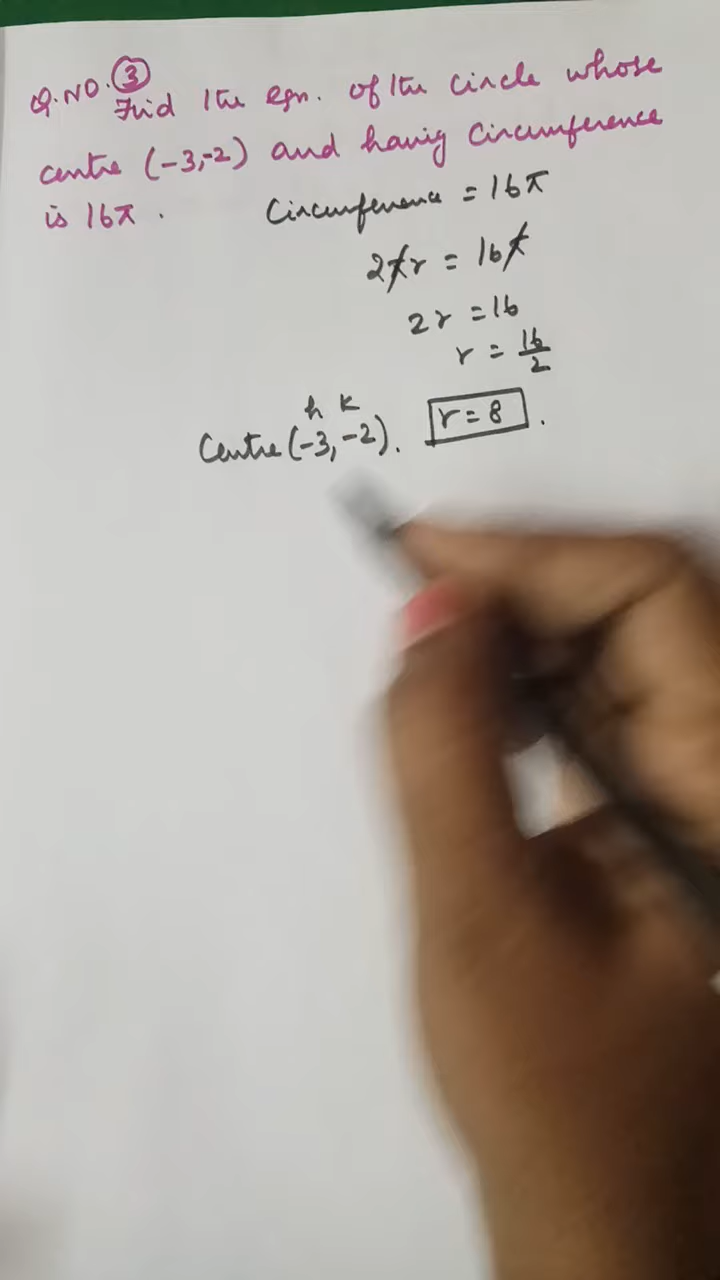 Q.NO. 3
Find the eqn. of the circle whose
centre (-3,-2) and havig circumference
is 16π .
Circumference = 16π
2πr = 16π
2r = 16
r = 16/2
h k
Centre (-3, -2). r = 8 .